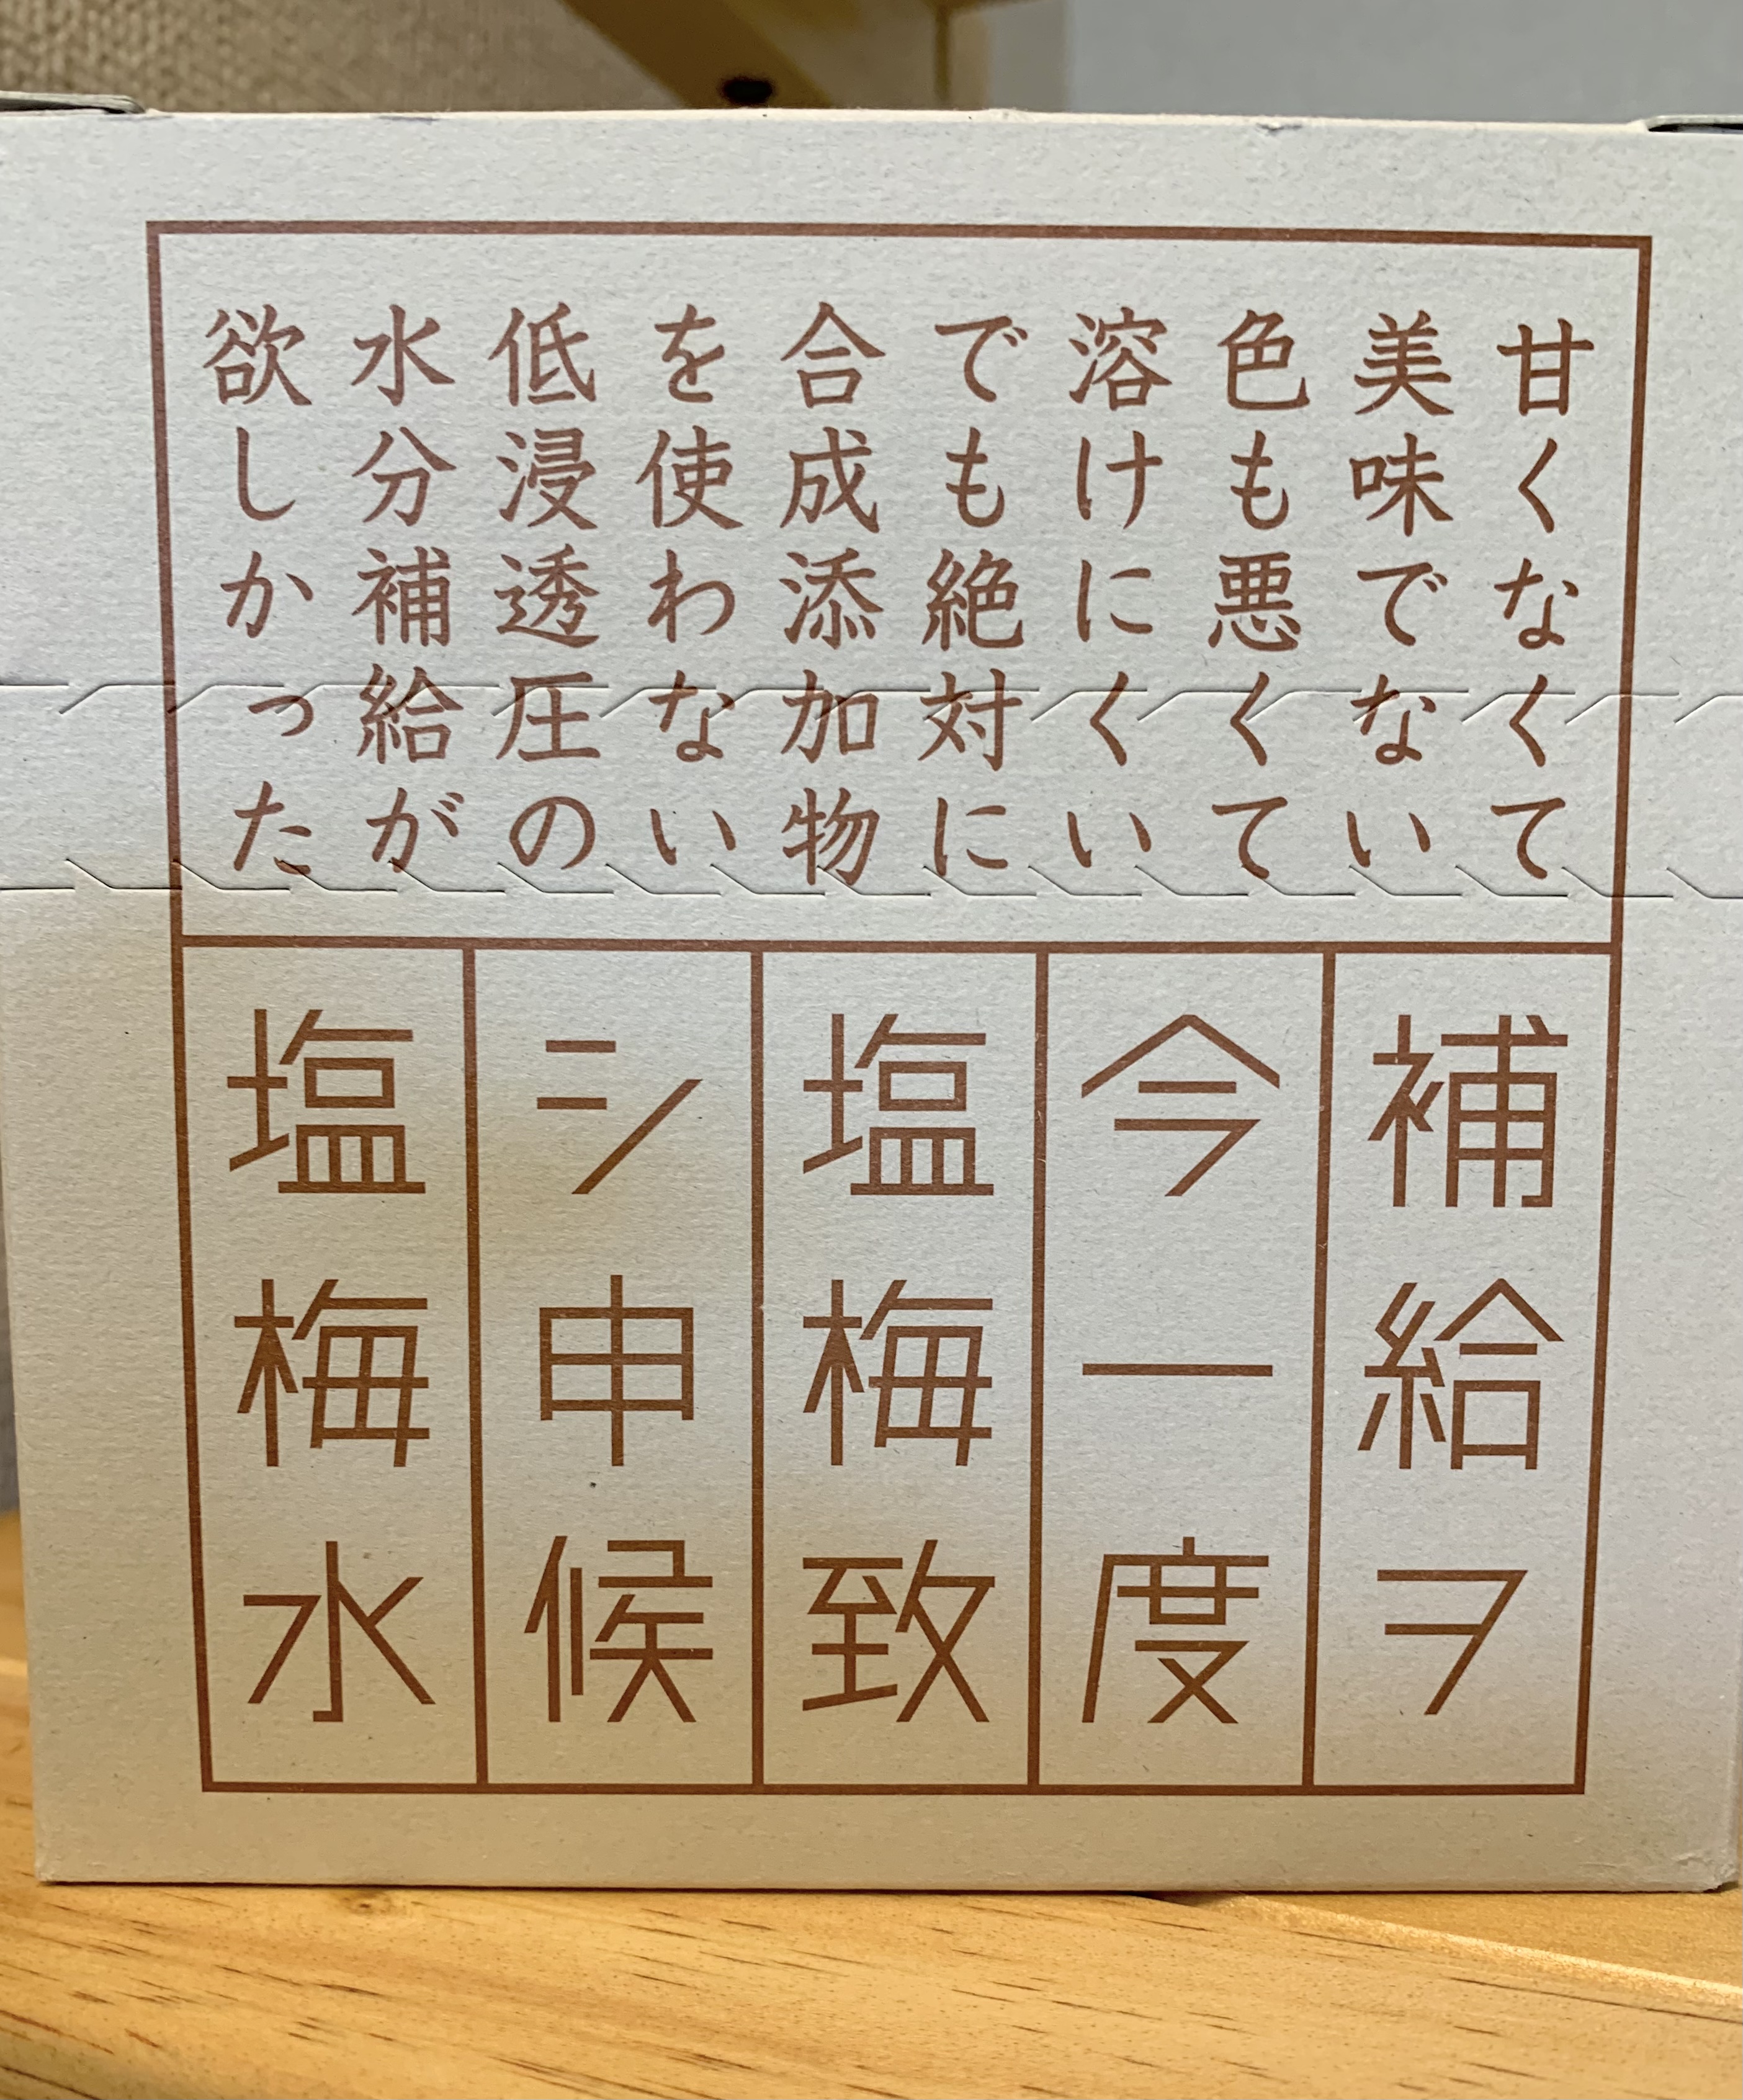 甘くなくて
美味でない
色も悪くて
溶けにくい
でも絶対に
合成添加物
を使わない
低浸透圧の
水分補給が
欲しかった
補給ヲ
今一度
塩梅致
シ申候
塩梅水